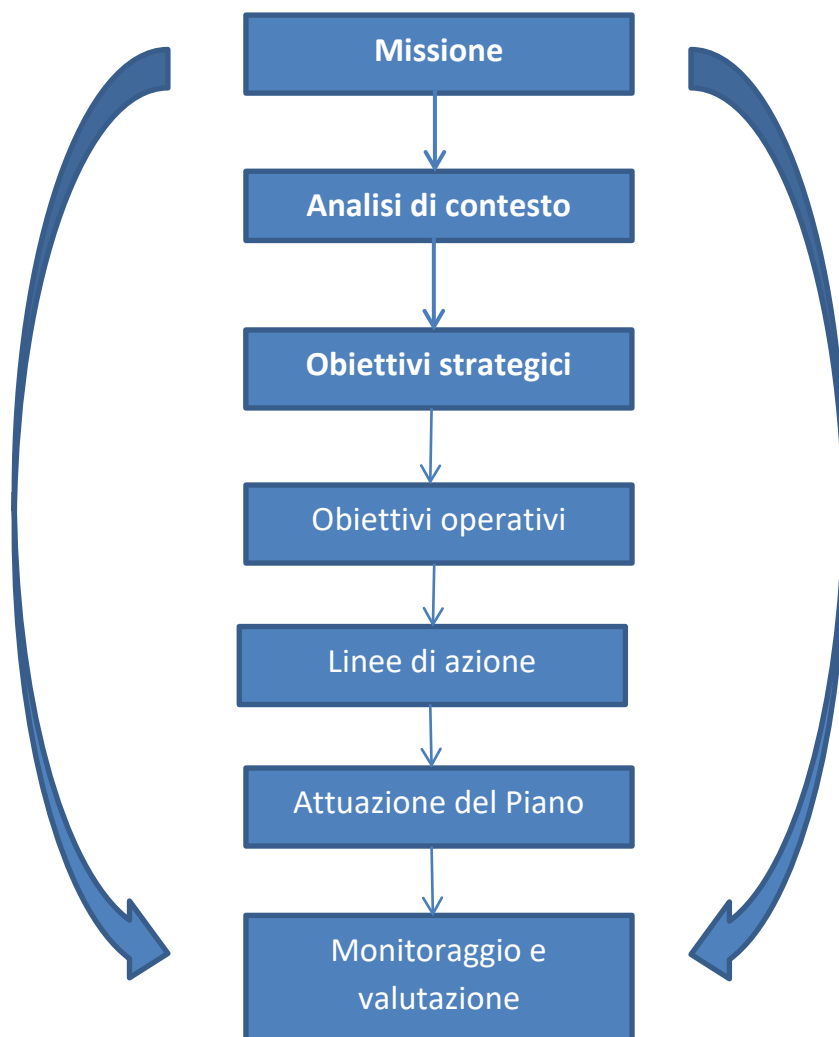 Missione
Analisi di contesto
Obiettivi strategici
Obiettivi operativi
Linee di azione
Attuazione del Piano
Monitoraggio e
valutazione